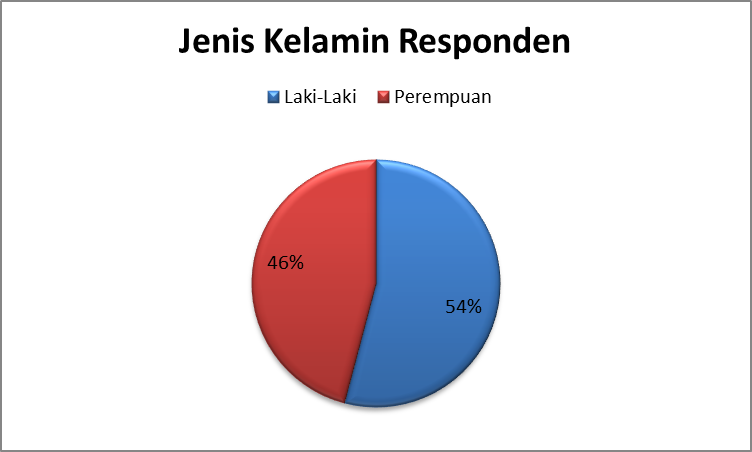 Jenis Kelamin Responden
Laki-Laki Perempuan
46%
54%